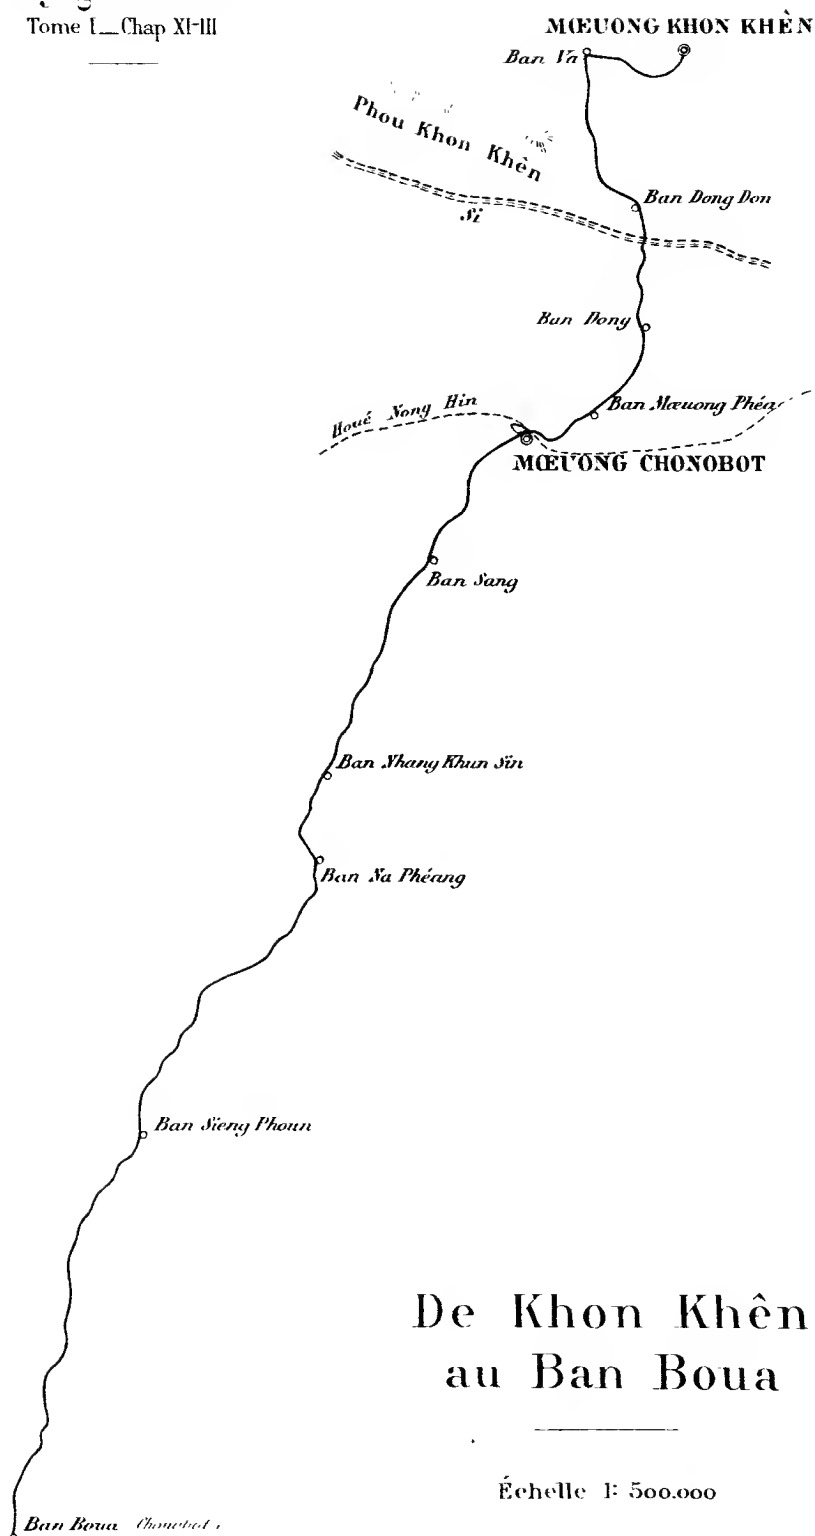 Tome I_Chap XI-III
MŒUONG KHON KHÈN
Ban Va
Phou Khon Khên
Ban Dong Don
Si
Ban Dong
Ban Mœuong Phéa
Houé Nong Hin
MŒUONG CHONOBOT
Ban Sang
Ban Nhang Khun Sin
Ban Na Phéang
Ban Sieng Phoun
De Khon Khên
au Ban Boua
Échelle 1: 500.000
Ban Boua